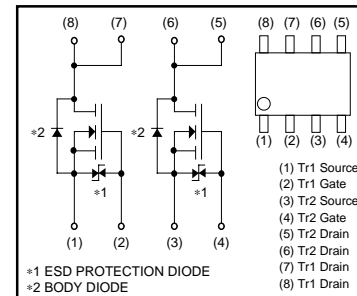 (8) (7) (6) (5)
(8) (7) (6) (5)
∗2 ∗2
∗1 ∗1
(1) (2) (3) (4)
(1) (2) (3) (4)
(1) Tr1 Source
(2) Tr1 Gate
(3) Tr2 Source
(4) Tr2 Gate
(5) Tr2 Drain
(6) Tr2 Drain
(7) Tr1 Drain
(8) Tr1 Drain
∗1 ESD PROTECTION DIODE
∗2 BODY DIODE